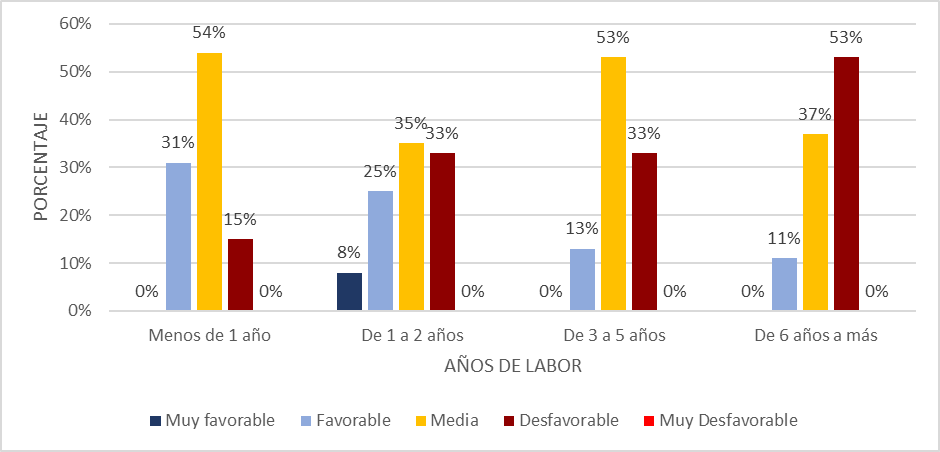 60%
50%
40%
30%
20%
10%
0%
PORCENTAJE
0% 31% 54% 15% 0%
8% 25% 35% 33% 0%
0% 13% 53% 33% 0%
0% 11% 37% 53% 0%
Menos de 1 año De 1 a 2 años De 3 a 5 años De 6 años a más
AÑOS DE LABOR
Muy favorable Favorable Media Desfavorable Muy Desfavorable